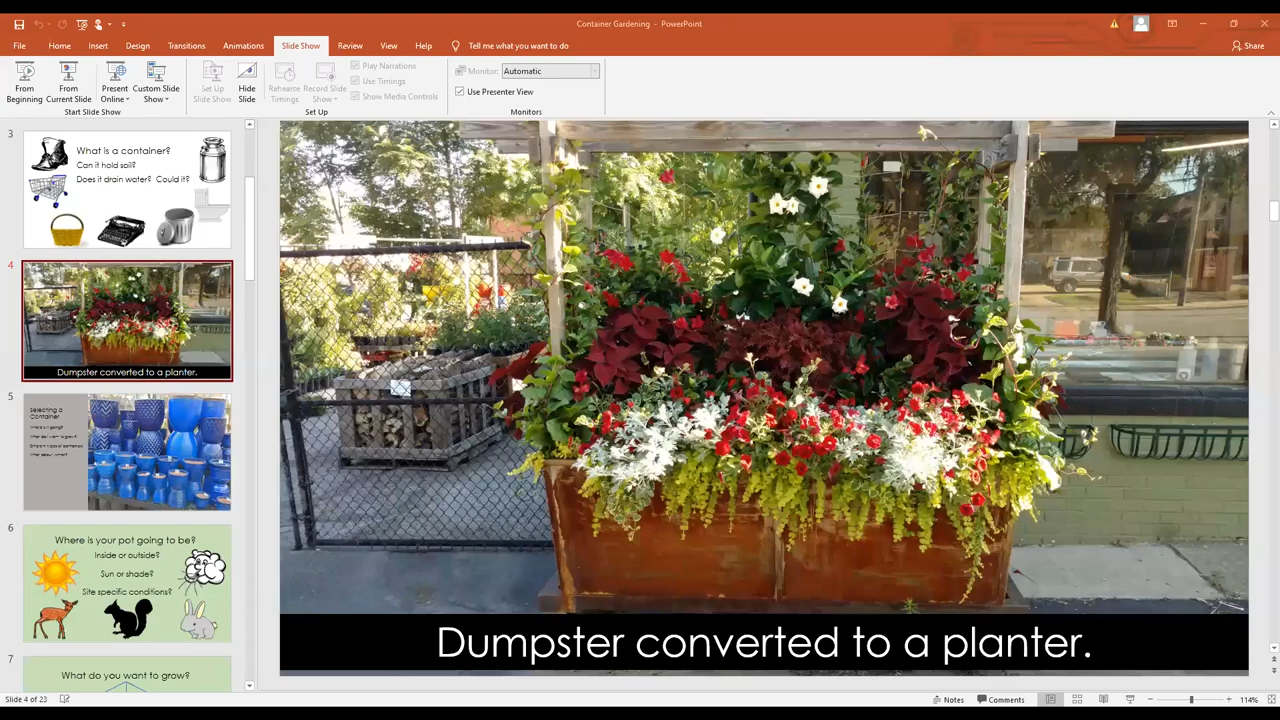 Container Gardening - PowerPoint
File Home Insert Design Transitions Animations Slide Show Review View Help Tell me what you want to do Share
From Beginning
From Current Slide
Present Online
Custom Slide Show
Set Up Slide Show
Hide Slide
Rehearse Timings
Record Slide Show
Play Narrations
Use Timings
Show Media Controls
Monitor: Automatic
Use Presenter View
Start Slide Show
Set Up
Monitors
3
What is a container?
Can it hold soil?
Does it drain water? Could it?
4
Dumpster converted to a planter.
5
Selecting a
Container
6
Where is your pot going to be?
Inside or outside?
Sun or shade?
Site specific conditions?
7
What do you want to grow?
Dumpster converted to a planter.
Slide 4 of 23
Notes
Comments
114%